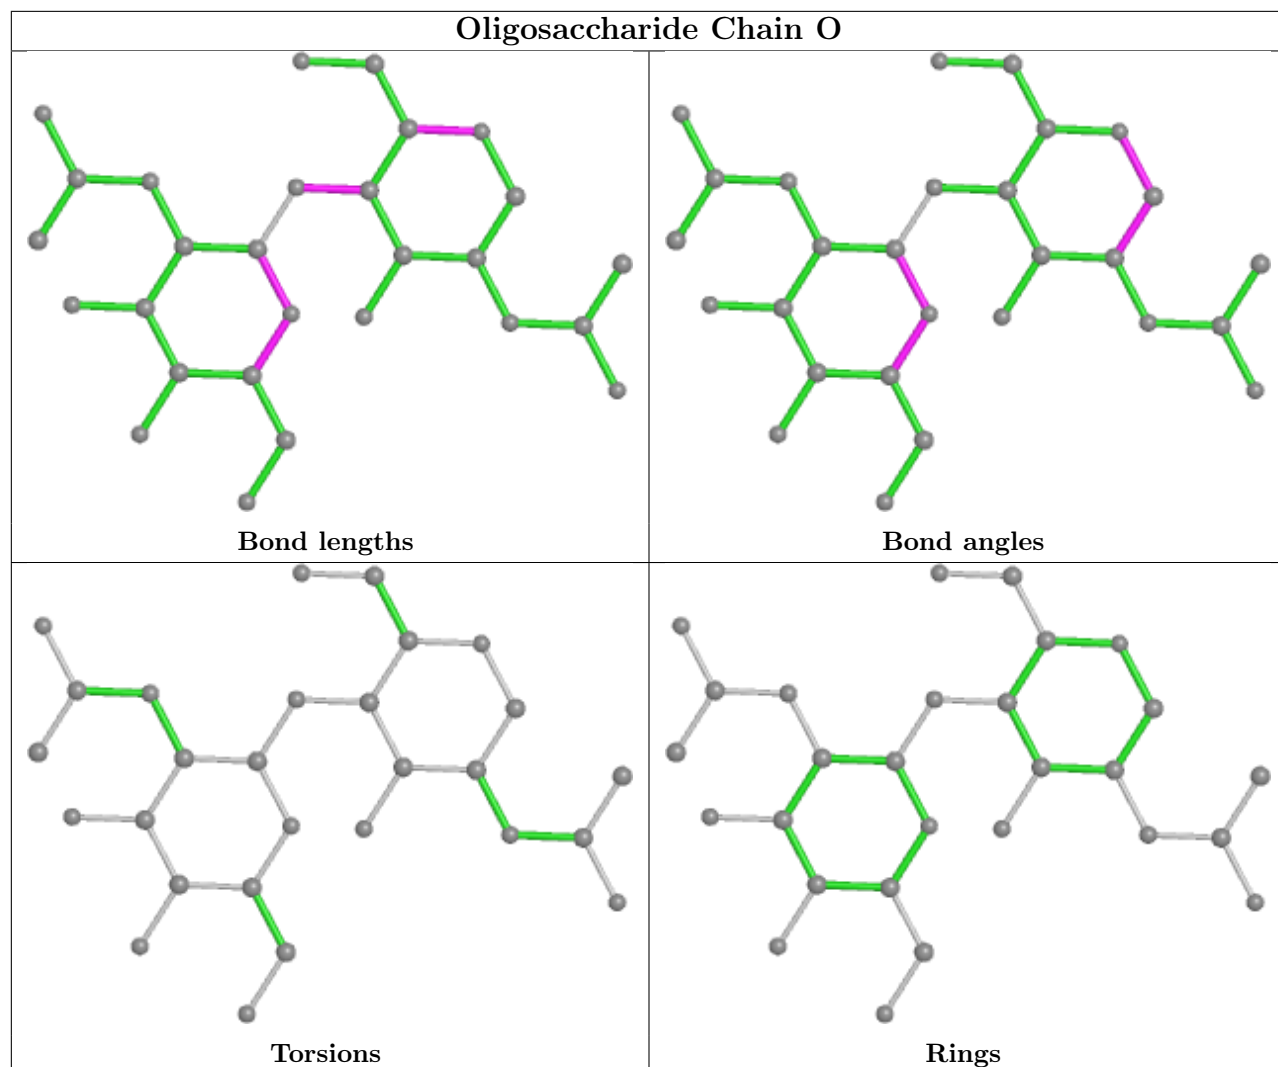 Oligosaccharide Chain O
Bond lengths
Bond angles
Torsions
Rings